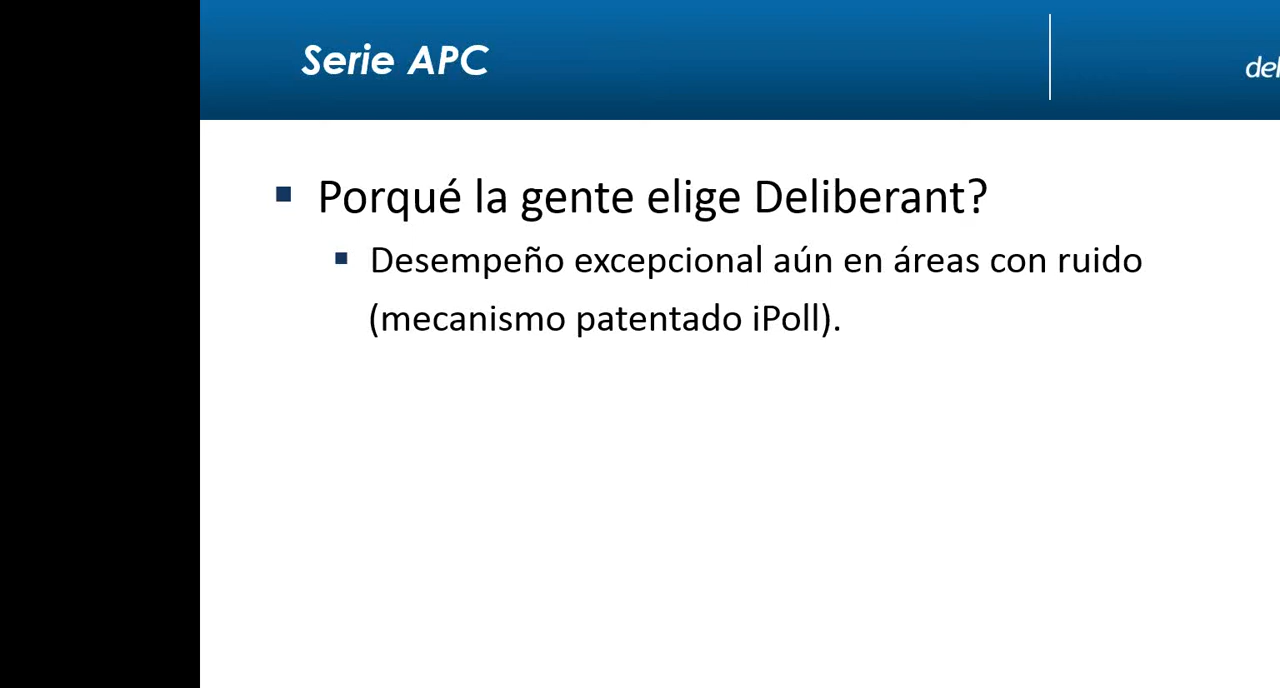 Serie APC
Porqué la gente elige Deliberant?
Desempeño excepcional aún en áreas con ruido
(mecanismo patentado iPoll).